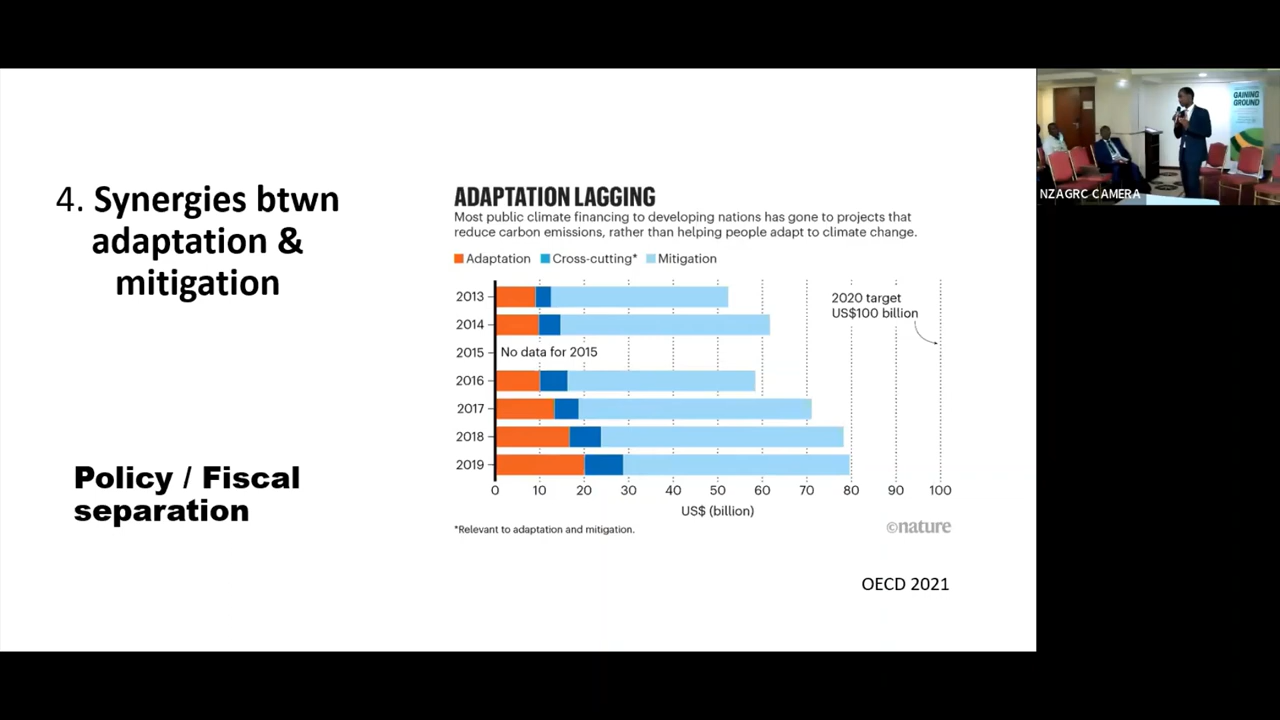 4. Synergies btwn
adaptation &
mitigation
Policy / Fiscal
separation
ADAPTATION LAGGING
Most public climate financing to developing nations has gone to projects that
reduce carbon emissions, rather than helping people adapt to climate change.
Adaptation Cross-cutting* Mitigation
2013
2014
2015 No data for 2015
2016
2017
2018
2019
2020 target
US$100 billion
0 10 20 30 40 50 60 70 80 90 100
US$ (billion)
*Relevant to adaptation and mitigation.
©nature
OECD 2021
GAINING
GROUND
NZAGRC CAMERA